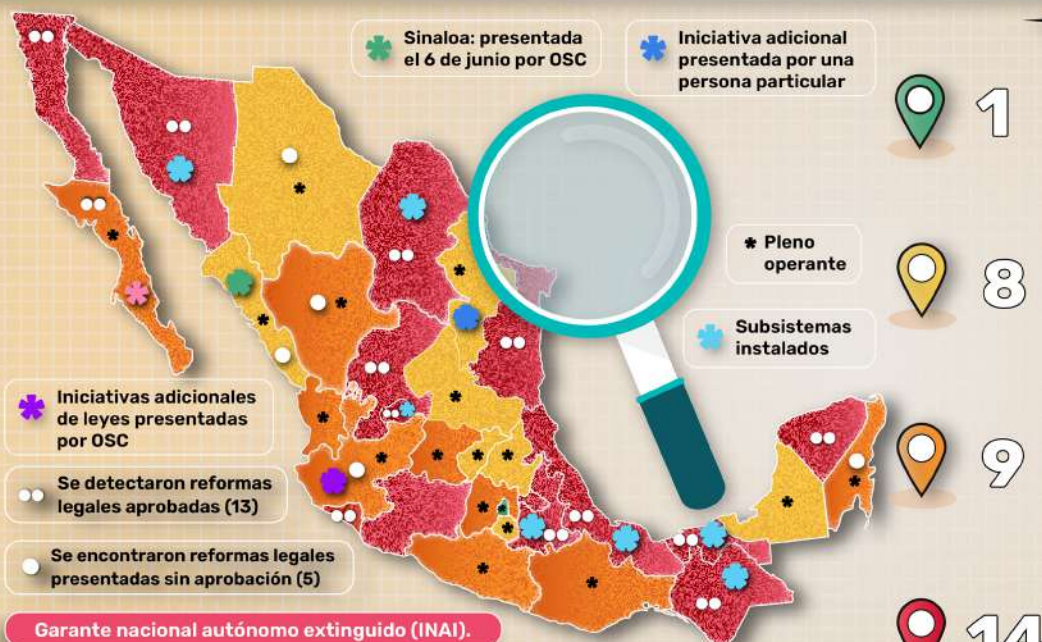 Sinaloa: presentada
el 6 de junio por OSC
Iniciativa adicional
presentada por una
persona particular
1
* Pleno
operante
8
Subsistemas
instalados
Iniciativas adicionales
de leyes presentadas
por OSC
9
Se detectaron reformas
legales aprobadas (13)
Se encontraron reformas legales
presentadas sin aprobación (5)
Garante nacional autónomo extinguido (INAI).
14